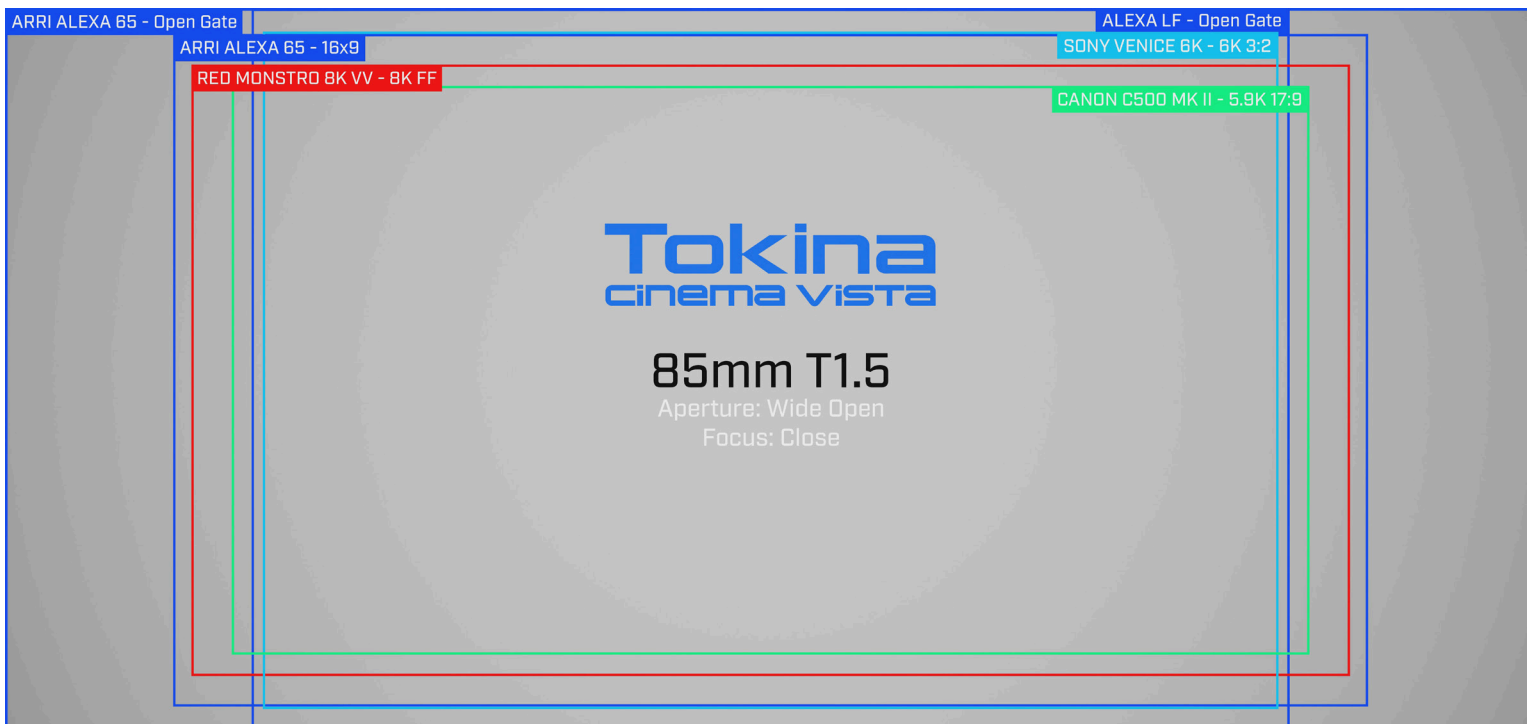 ARRI ALEXA 65 - Open Gate
ALEXA LF - Open Gate
ARRI ALEXA 65 - 16x9
SONY VENICE 6K - 6K 3:2
RED MONSTRO 8K VV - 8K FF
CANON C500 MK II - 5.9K 17:9
Tokina
cinema vista
85mm T1.5
Aperture: Wide Open
Focus: Close